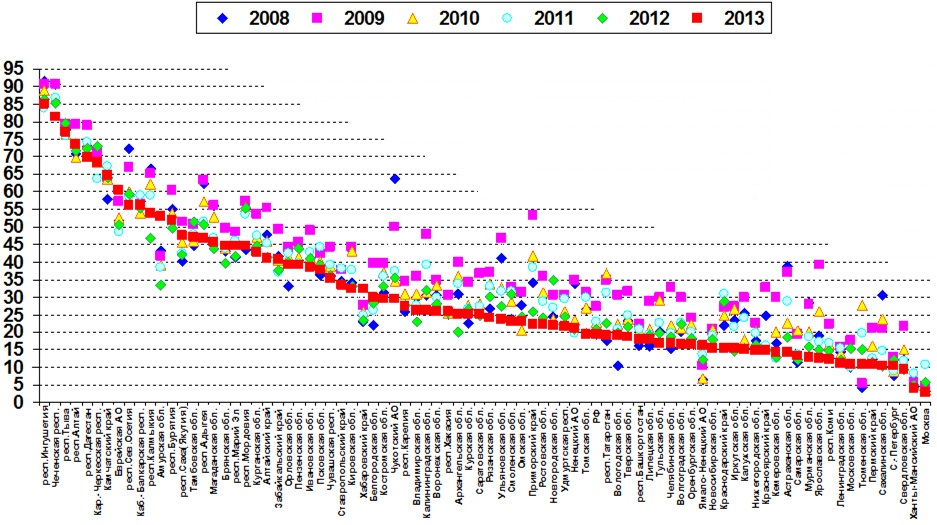 2008 2009 2010 2011 2012 2013
95
90
85
80
75
70
65
60
55
50
45
40
35
30
25
20
15
10
5
0
респ.Ингушетия
Чеченская респ.
респ.Тыва
респ.Алтай
респ.Дагестан
Кар.-Черкесская респ.
Камчатский край
Еврейская АО
респ.Сев.Осетия
Каб.-Балкарская респ.
респ.Калмыкия
Амурская обл.
респ.Бурятия
респ.Саха(Якутия)
Тамбовская обл.
респ.Адыгея
Магаданская обл.
Брянская обл.
респ.Марий Эл
респ.Мордовия
Курганская обл.
Алтайский край
Забайкальский край
Орловская обл.
Пензенская обл.
Ивановская обл.
Псковская обл.
Чувашская респ.
Ставропольский край
Хабаровский край
Белгородская обл.
Костромская обл.
Чукотский АО
респ.Карелия
Владимирская обл.
Калининградская обл.
Воронежская обл.
респ.Хакасия
Архангельская обл.
Курская обл.
Саратовская обл.
Рязанская обл.
Ульяновская обл.
Смоленская обл.
Омская обл.
Приморский край
Ростовская обл.
Новгородская обл.
Удмуртская респ.
Ненецкий АО
Томская обл.
РФ
респ.Татарстан
Вологодская обл.
Тверская обл.
респ.Башкортостан
Липецкая обл.
Тульская обл.
Челябинская обл.
Волгоградская обл.
Оренбургская обл.
Ямало-Ненецкий АО
Новосибирская обл.
Краснодарский край
Иркутская обл.
Калужская обл.
Нижегородская обл.
Красноярский край
Кемеровская обл.
Астраханская обл.
Самарская обл.
Мурманская обл.
Ярославская обл.
респ.Коми
Ленинградская обл.
Московская обл.
Тюменская обл.
Пермский край
Сахалинская обл.
С.-Петербург
Свердловская обл.
Ханты-Мансийский АО
Москва